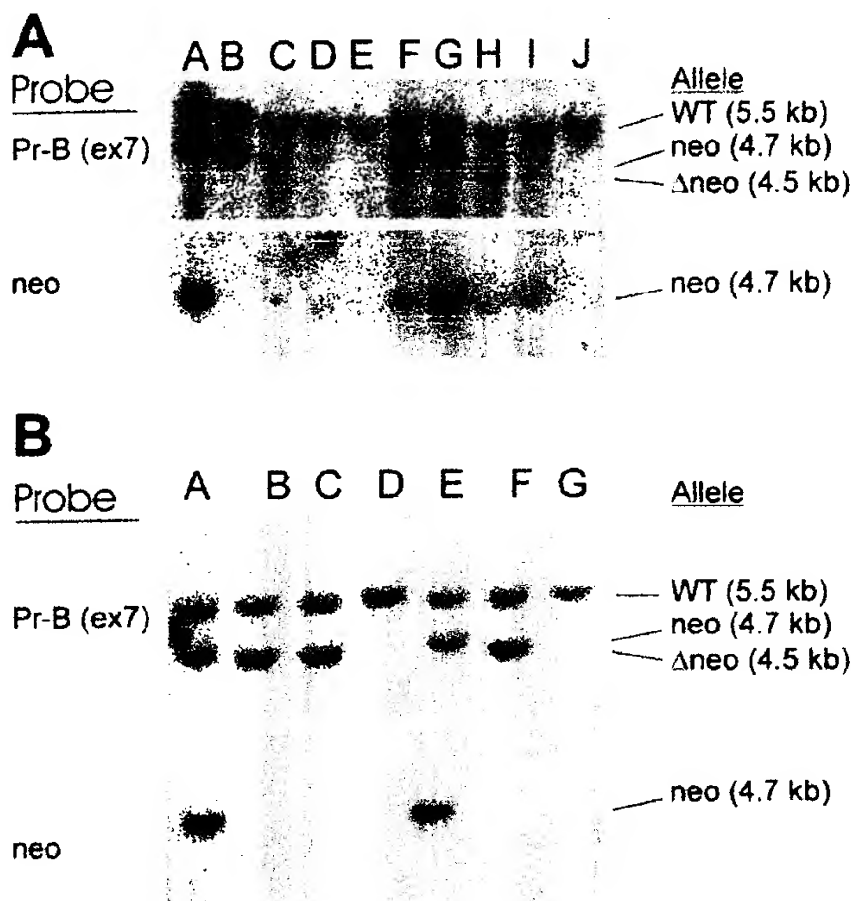 A
A B C D E F G H I J
Probe
Allele
WT (5.5 kb)
Pr-B (ex7)
neo (4.7 kb)
Δneo (4.5 kb)
neo
neo (4.7 kb)
B
A B C D E F G
Probe
Allele
WT (5.5 kb)
Pr-B (ex7)
neo (4.7 kb)
Δneo (4.5 kb)
neo (4.7 kb)
neo